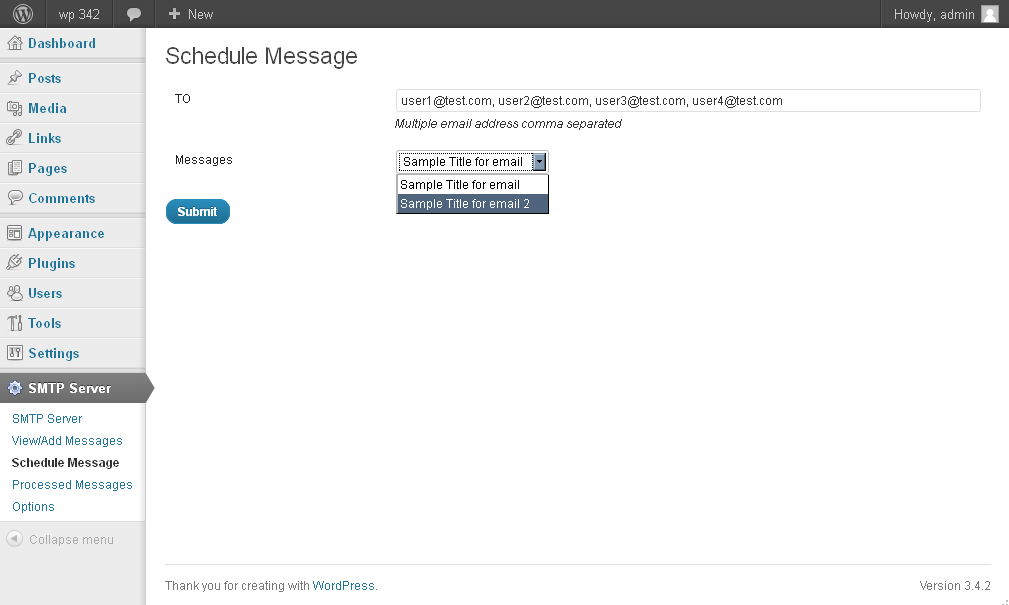 wp 342 New Howdy, admin
Dashboard
Posts
Media
Links
Pages
Comments
Appearance
Plugins
Users
Tools
Settings
SMTP Server
SMTP Server
View/Add Messages
Schedule Message
Processed Messages
Options
Collapse menu
Schedule Message
TO user1@test.com, user2@test.com, user3@test.com, user4@test.com
Multiple email address comma separated
Messages Sample Title for email
Sample Title for email
Sample Title for email 2
Submit
Thank you for creating with WordPress. Version 3.4.2